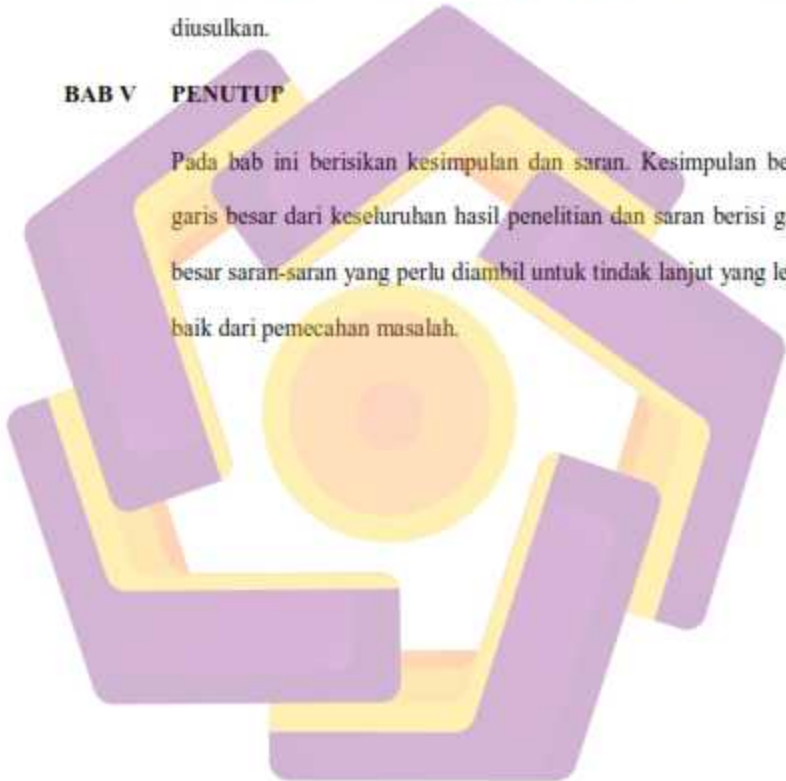 diusulkan.
BAB V PENUTUP
Pada bab ini berisikan kesimpulan dan saran. Kesimpulan be
garis besar dari keseluruhan hasil penelitian dan saran berisi g
besar saran-saran yang perlu diambil untuk tindak lanjut yang le
baik dari pemecahan masalah.